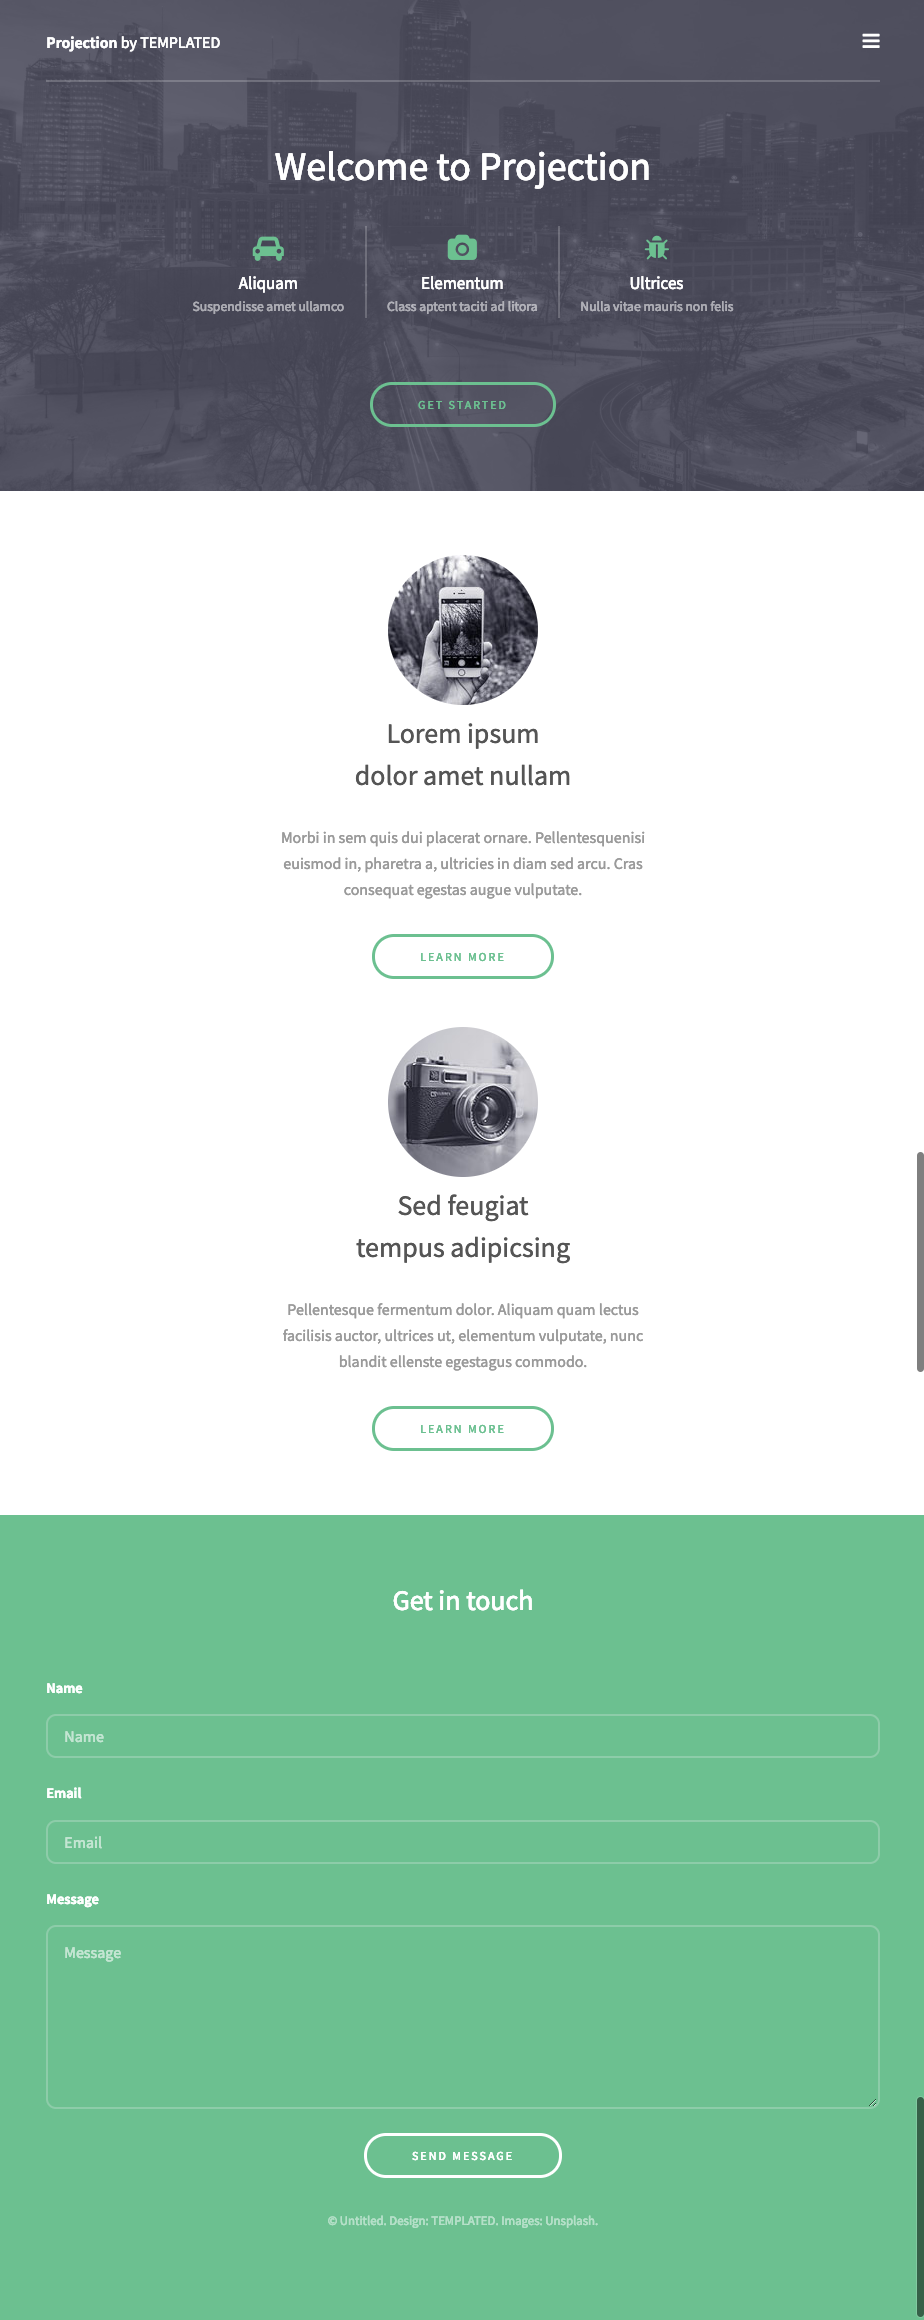 Projection by TEMPLATED
Welcome to Projection
Aliquam
Suspendisse amet ullamco
Elementum
Class aptent taciti ad litora
Ultrices
Nulla vitae mauris non felis
GET STARTED
Lorem ipsum
dolor amet nullam
Morbi in sem quis dui placerat ornare. Pellentesquenisi
euismod in, pharetra a, ultricies in diam sed arcu. Cras
consequat egestas augue vulputate.
LEARN MORE
Sed feugiat
tempus adipicsing
Pellentesque fermentum dolor. Aliquam quam lectus
facilisis auctor, ultrices ut, elementum vulputate, nunc
blandit ellenste egestagus commodo.
LEARN MORE
Get in touch
Name
Name
Email
Email
Message
Message
SEND MESSAGE
© Untitled. Design: TEMPLATED. Images: Unsplash.